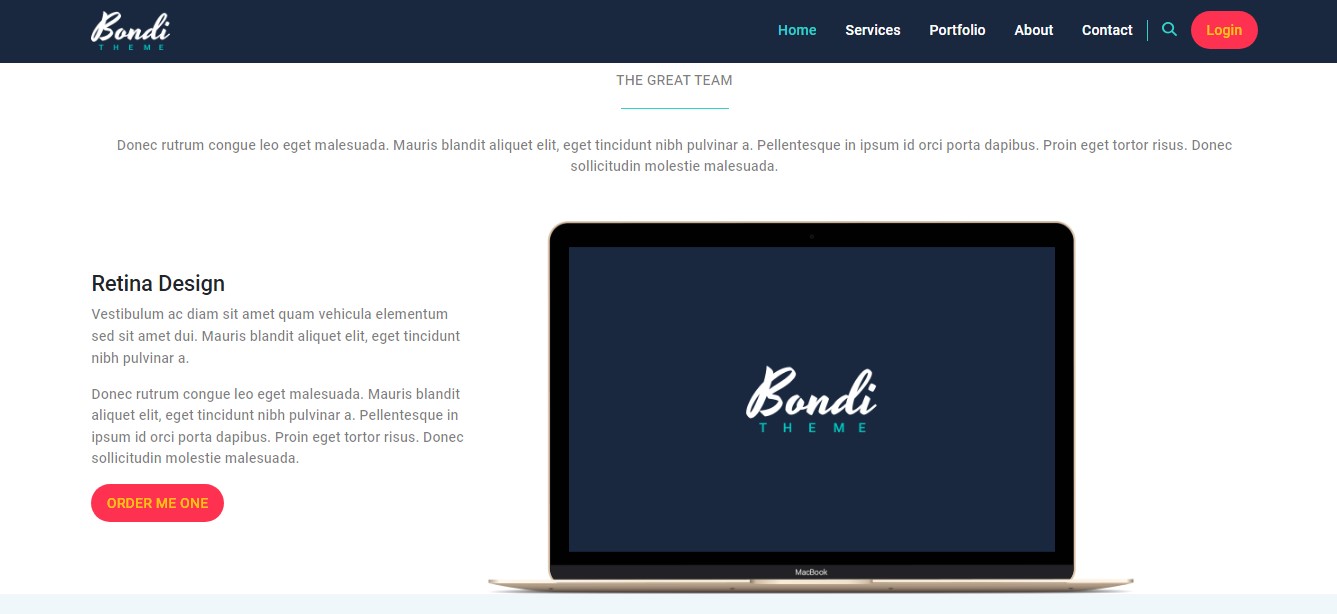 Bondi
THEME
Home Services Portfolio About Contact Login
THE GREAT TEAM
Donec rutrum congue leo eget malesuada. Mauris blandit aliquet elit, eget tincidunt nibh pulvinar a. Pellentesque in ipsum id orci porta dapibus. Proin eget tortor risus. Donec
sollicitudin molestie malesuada.
Retina Design
Vestibulum ac diam sit amet quam vehicula elementum
sed sit amet dui. Mauris blandit aliquet elit, eget tincidunt
nibh pulvinar a.
Donec rutrum congue leo eget malesuada. Mauris blandit
aliquet elit, eget tincidunt nibh pulvinar a. Pellentesque in
ipsum id orci porta dapibus. Proin eget tortor risus. Donec
sollicitudin molestie malesuada.
ORDER ME ONE
Bondi
THEME
MacBook